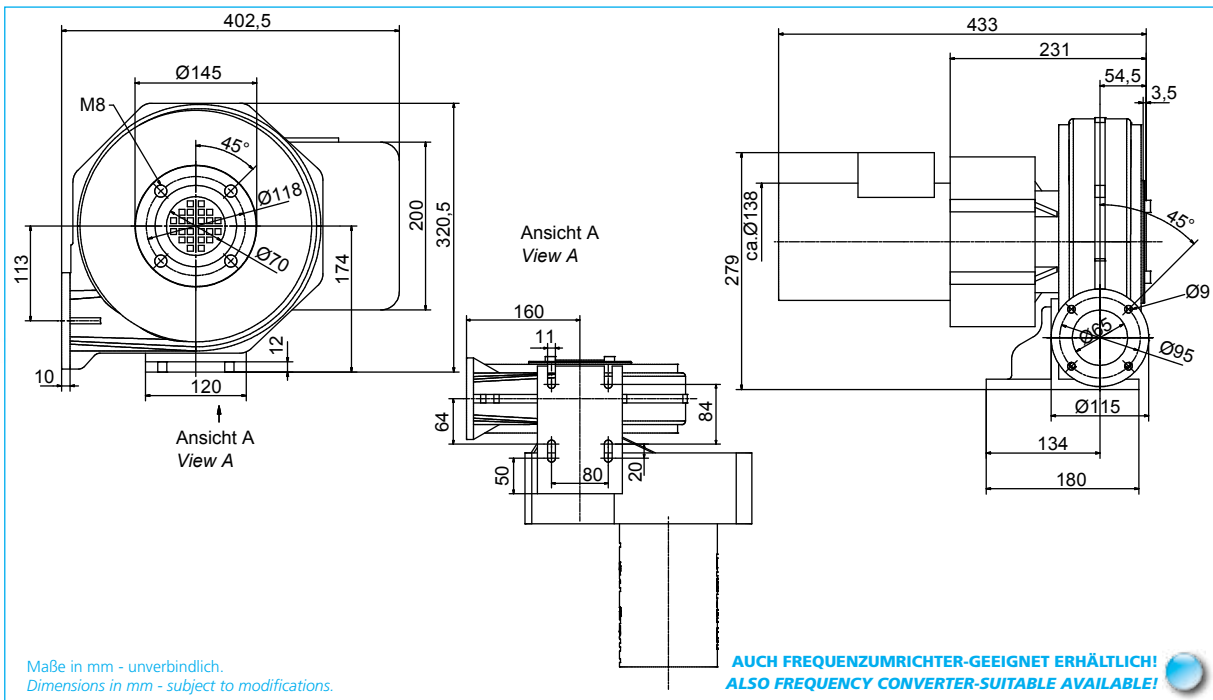 402,5
Ø145
M8
45°
Ø118
Ø70
113
10
120
12
174
200
320,5
Ansicht A
View A
Ansicht A
View A
160
11
64
84
50
80
20
433
231
54,5
3,5
279
ca.Ø138
45°
Ø9
Ø65
Ø95
Ø115
134
180
Maße in mm - unverbindlich.
Dimensions in mm - subject to modifications.
AUCH FREQUENZUMRICHTER-GEEIGNET ERHÄLTLICH!
ALSO FREQUENCY CONVERTER-SUITABLE AVAILABLE!